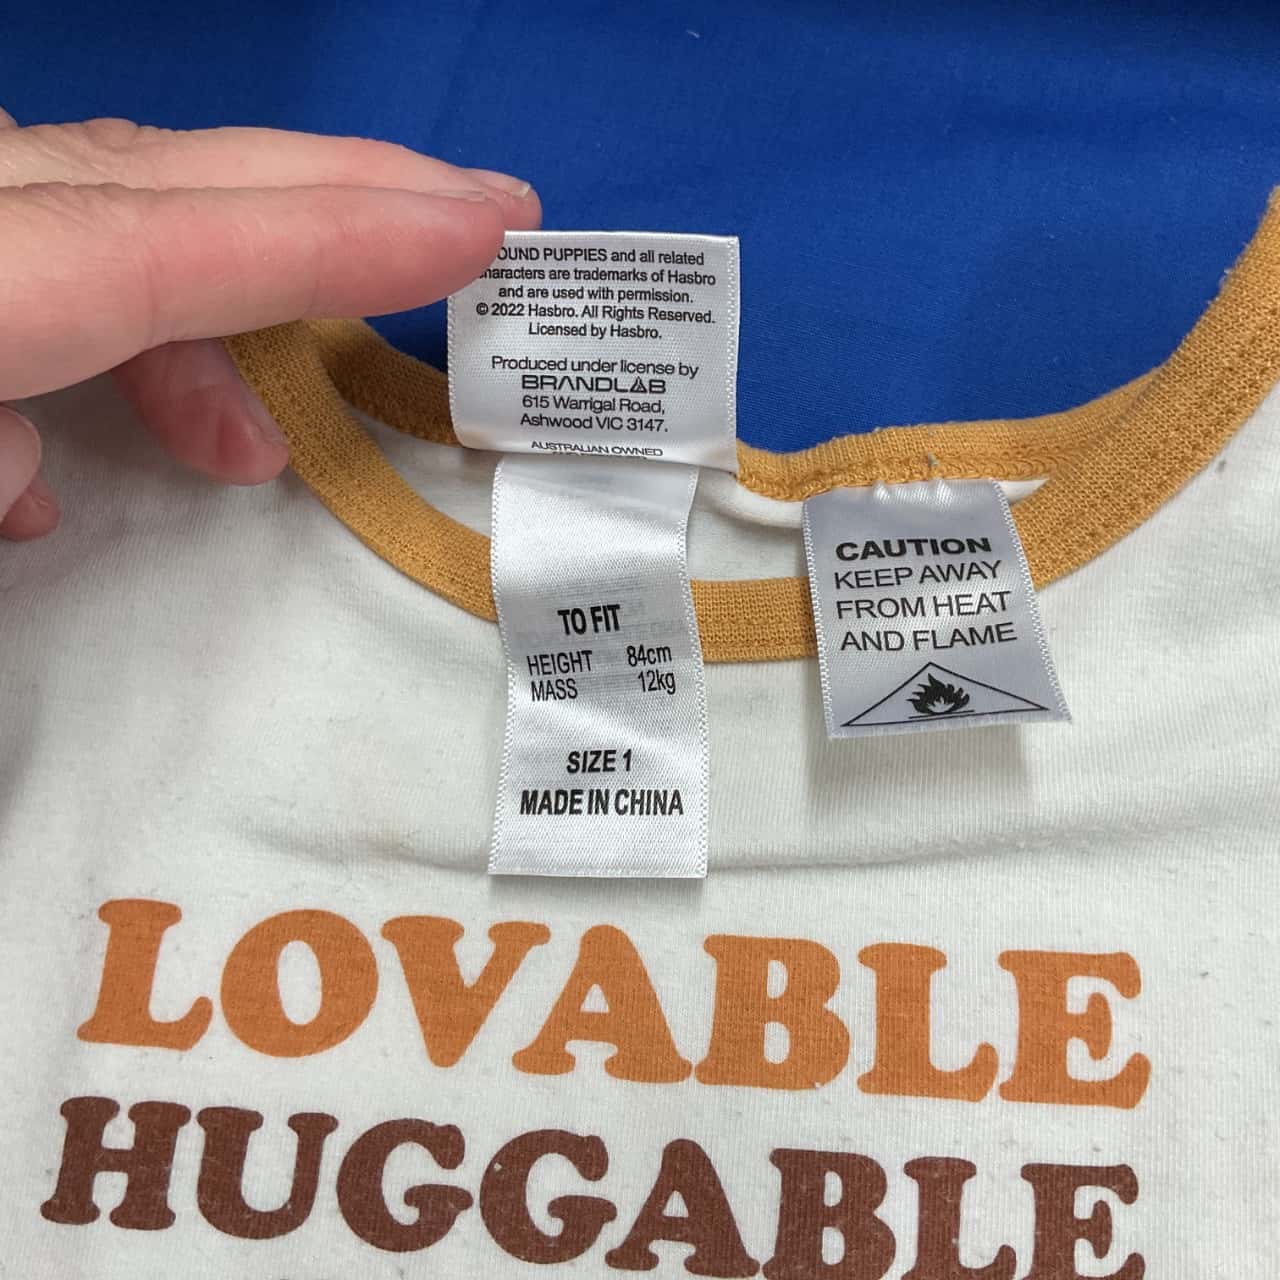 OUND PUPPIES and all related
characters are trademarks of Hasbro
and are used with permission.
© 2022 Hasbro. All Rights Reserved.
Licensed by Hasbro.
Produced under license by
BRANDLAB
615 Warrigal Road,
Ashwood VIC 3147.
AUSTRALIAN OWNED
TO FIT
HEIGHT 84cm
MASS 12kg
SIZE 1
MADE IN CHINA
CAUTION
KEEP AWAY
FROM HEAT
AND FLAME
LOVABLE
HUGGABLE